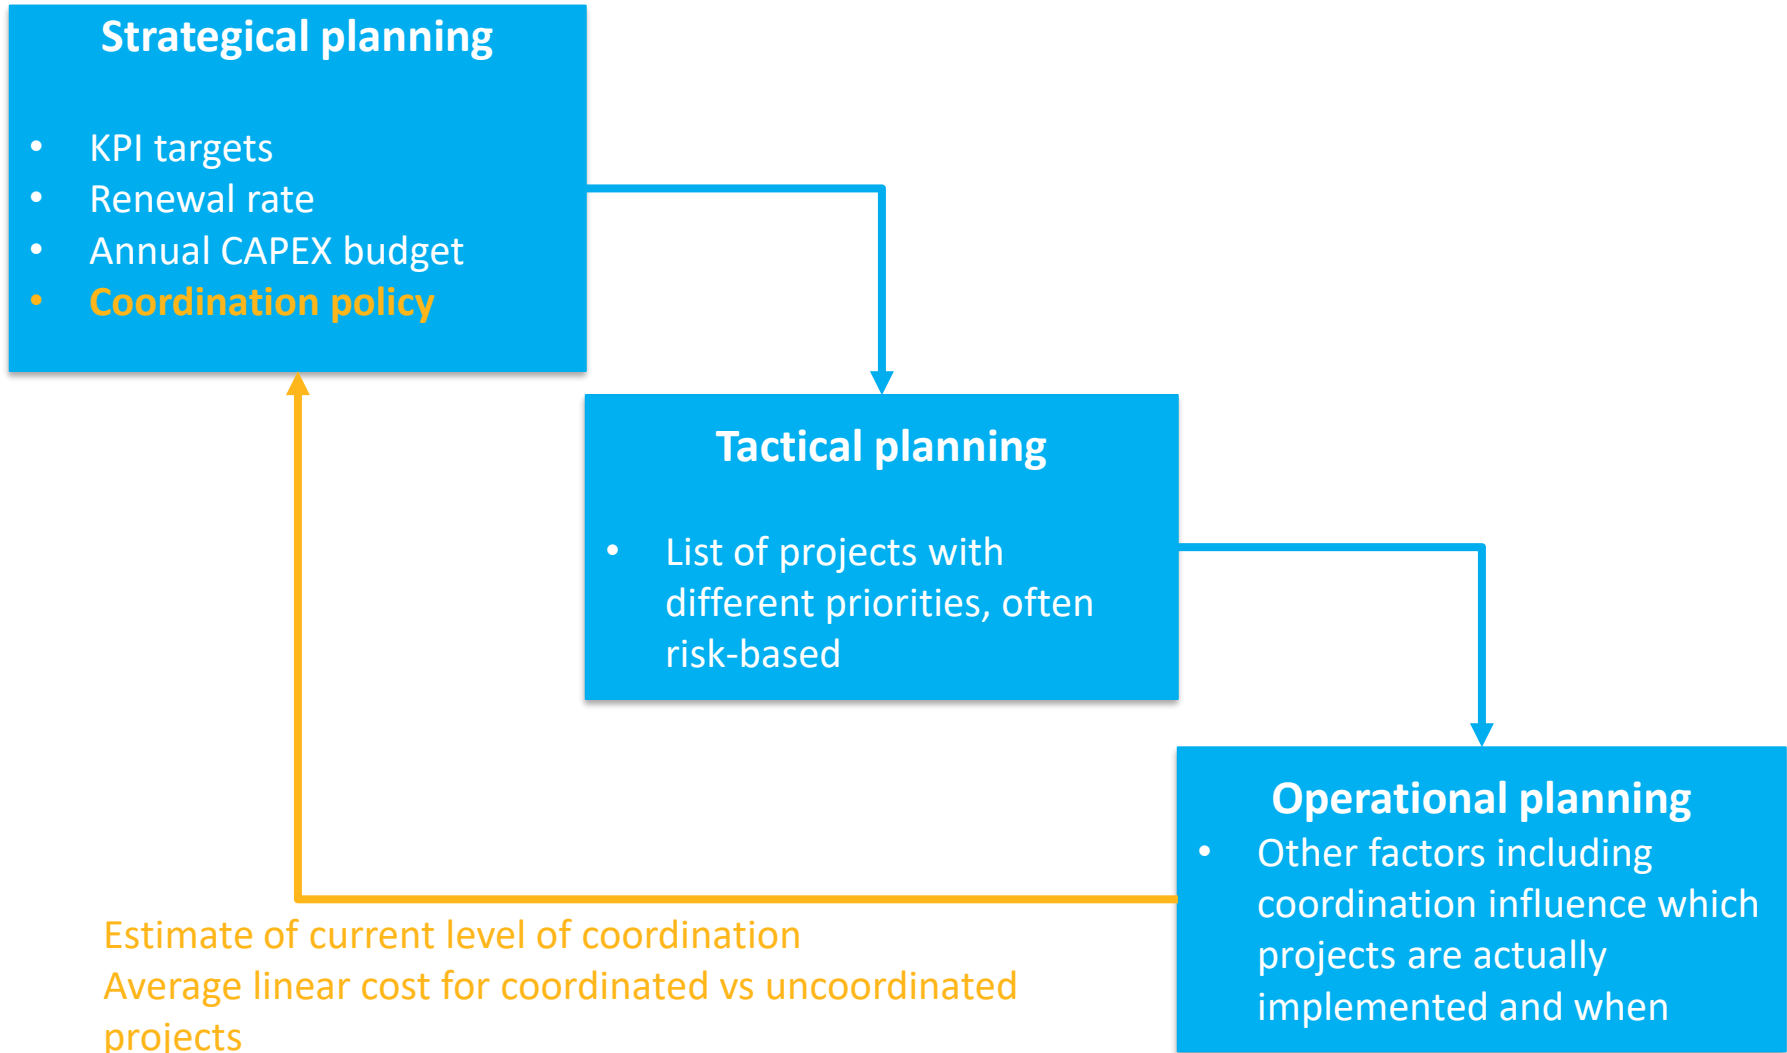 Strategical planning
• KPI targets
• Renewal rate
• Annual CAPEX budget
• Coordination policy
Tactical planning
• List of projects with
different priorities, often
risk-based
Operational planning
• Other factors including
coordination influence which
projects are actually
implemented and when
Estimate of current level of coordination
Average linear cost for coordinated vs uncoordinated
projects